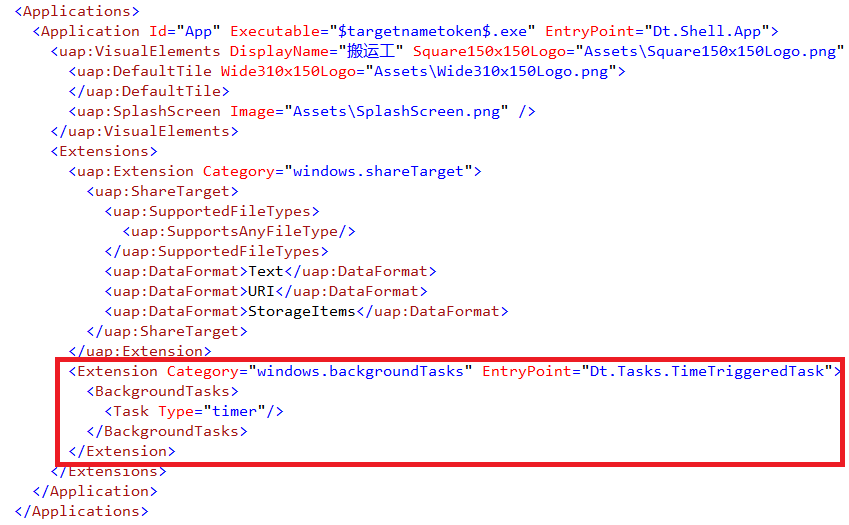 <Applications>
<Application Id="App" Executable="$targetnametoken$.exe" EntryPoint="Dt.Shell.App">
<uap:VisualElements DisplayName="搬运工" Square150x150Logo="Assets\Square150x150Logo.png"
<uap:DefaultTile Wide310x150Logo="Assets\Wide310x150Logo.png">
</uap:DefaultTile>
<uap:SplashScreen Image="Assets\SplashScreen.png" />
</uap:VisualElements>
<Extensions>
<uap:Extension Category="windows.shareTarget">
<uap:ShareTarget>
<uap:SupportedFileTypes>
<uap:SupportsAnyFileType/>
</uap:SupportedFileTypes>
<uap:DataFormat>Text</uap:DataFormat>
<uap:DataFormat>URI</uap:DataFormat>
<uap:DataFormat>StorageItems</uap:DataFormat>
</uap:ShareTarget>
</uap:Extension>
<Extension Category="windows.backgroundTasks" EntryPoint="Dt.Tasks.TimeTriggeredTask">
<BackgroundTasks>
<Task Type="timer"/>
</BackgroundTasks>
</Extension>
</Extensions>
</Application>
</Applications>